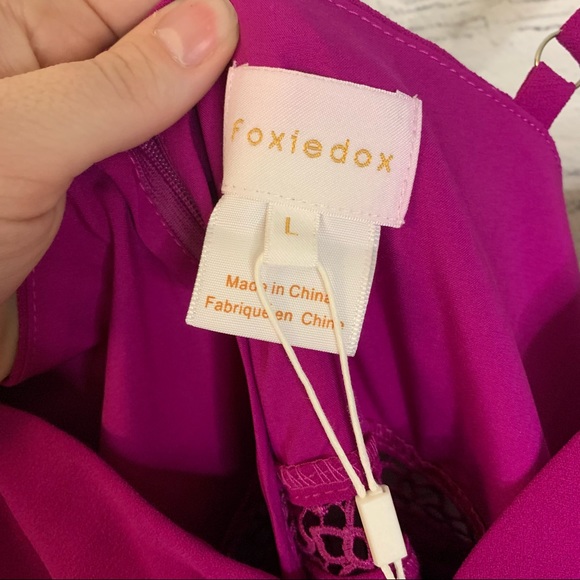 foxiedox
L
Made in China
Fabriqué en Chine